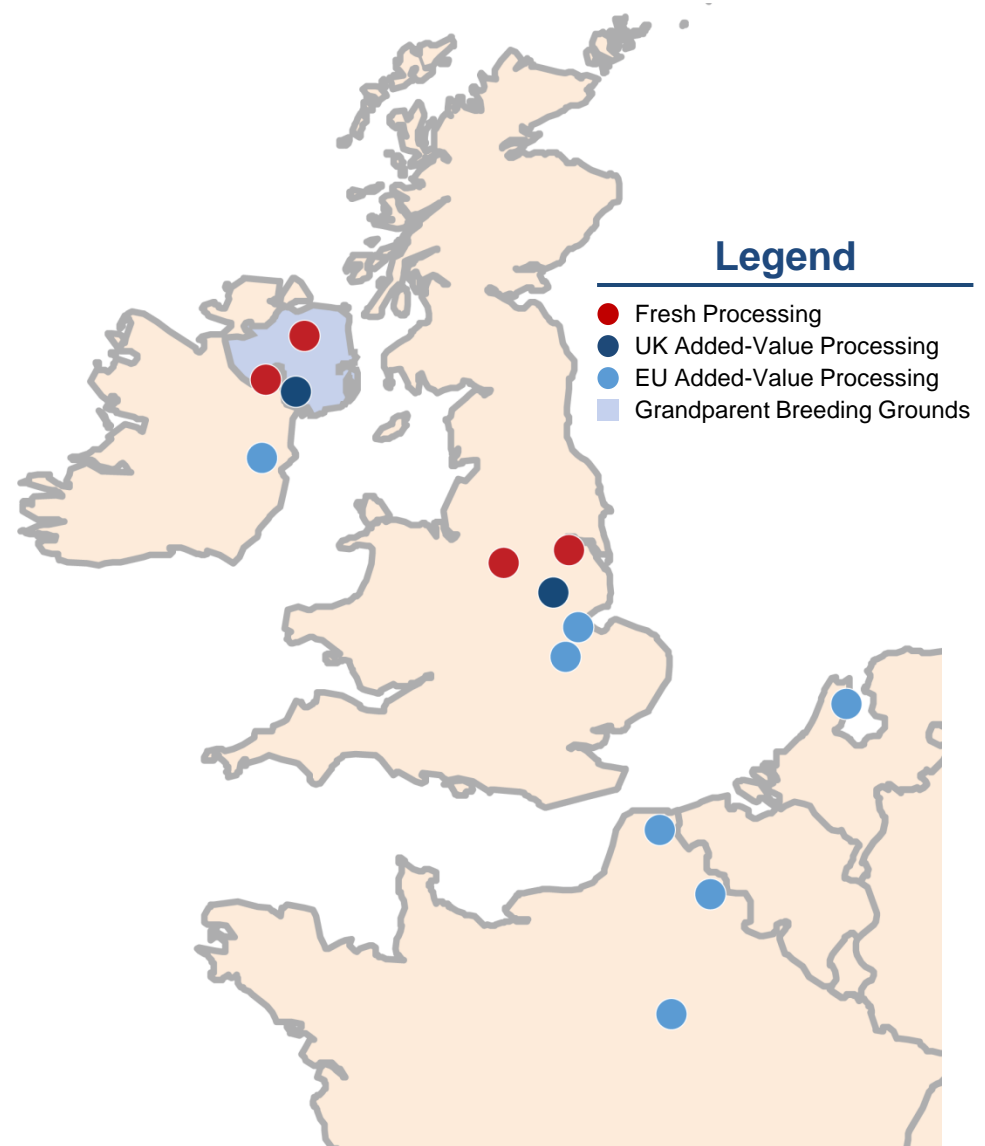 Legend
Fresh Processing
UK Added-Value Processing
EU Added-Value Processing
Grandparent Breeding Grounds